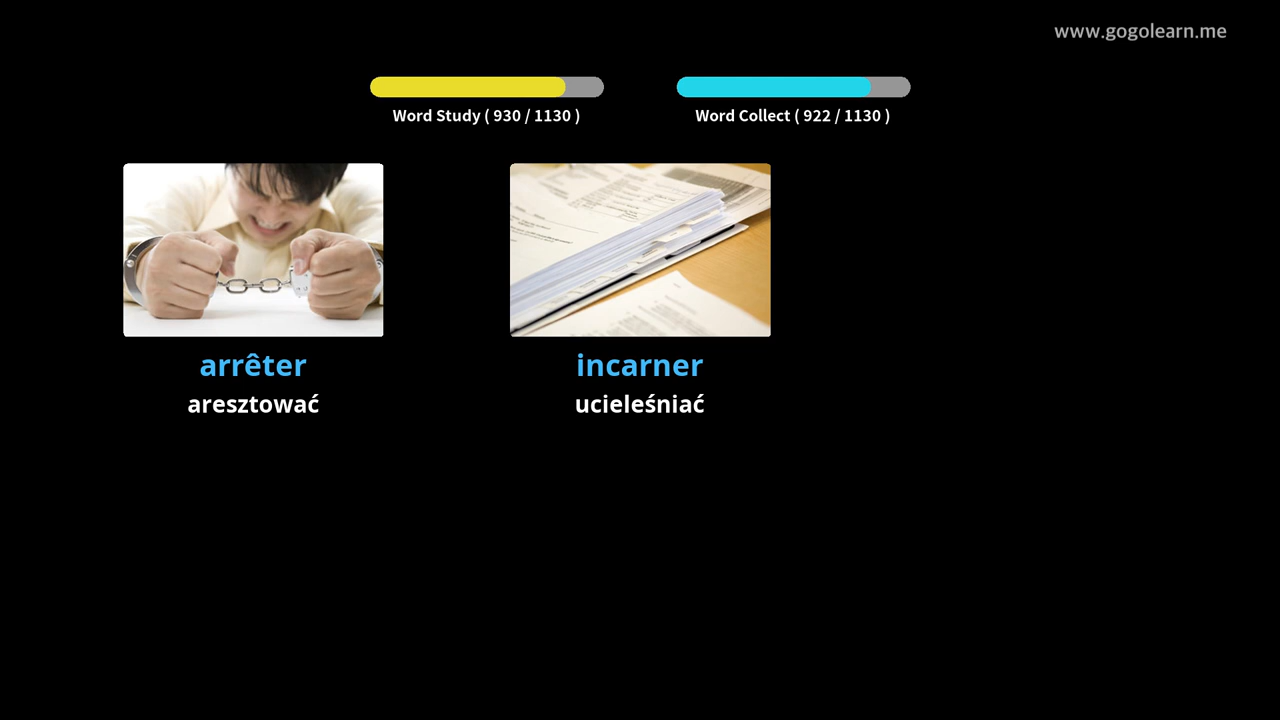 www.gogolearn.me
Word Study ( 930 / 1130 )
Word Collect ( 922 / 1130 )
arrêter
aresztować
incarner
ucieleśniać